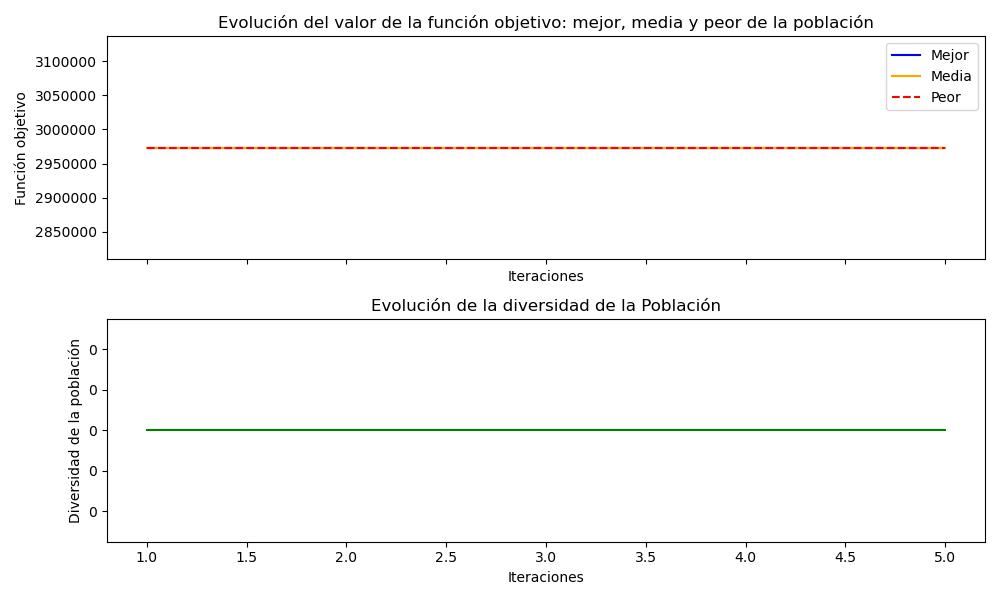 Evolución del valor de la función objetivo: mejor, media y peor de la población
Función objetivo
3100000
3050000
3000000
2950000
2900000
2850000
Mejor
Media
Peor
Iteraciones
Evolución de la diversidad de la Población
Diversidad de la población
0
0
0
0
0
1.0 1.5 2.0 2.5 3.0 3.5 4.0 4.5 5.0
Iteraciones